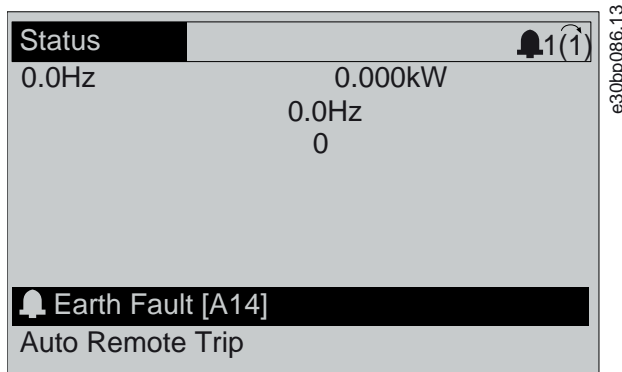 Status 1(1)
0.0Hz 0.000kW
0.0Hz
0
Earth Fault [A14]
Auto Remote Trip
e30bp086.13